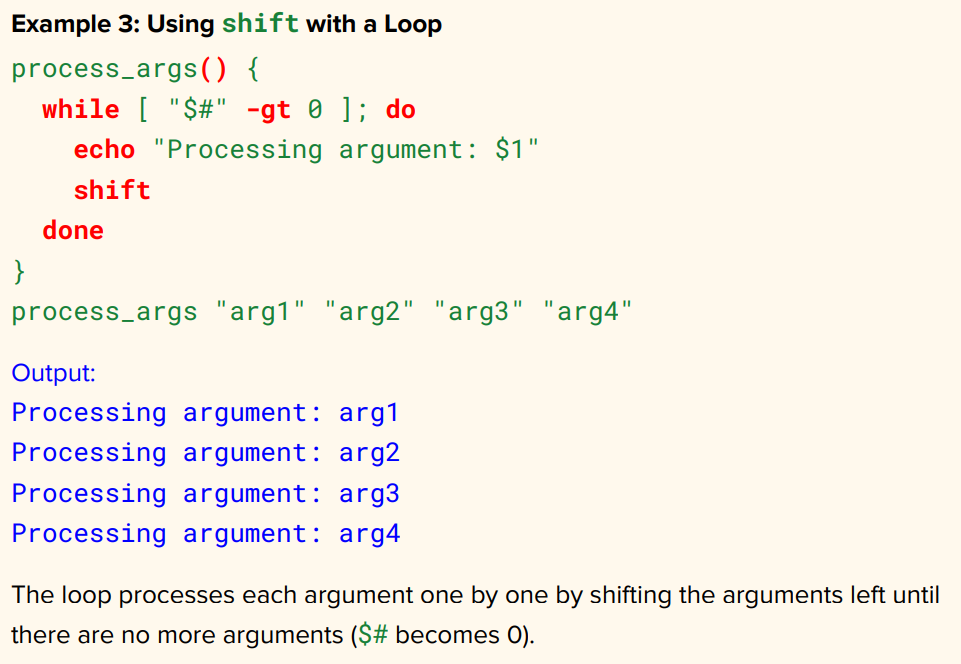 Example 3: Using shift with a Loop
process_args() {
  while [ "$#" -gt 0 ]; do
    echo "Processing argument: $1"
    shift
  done
}
process_args "arg1" "arg2" "arg3" "arg4"
Output:
Processing argument: arg1
Processing argument: arg2
Processing argument: arg3
Processing argument: arg4
The loop processes each argument one by one by shifting the arguments left until
there are no more arguments ($# becomes 0).